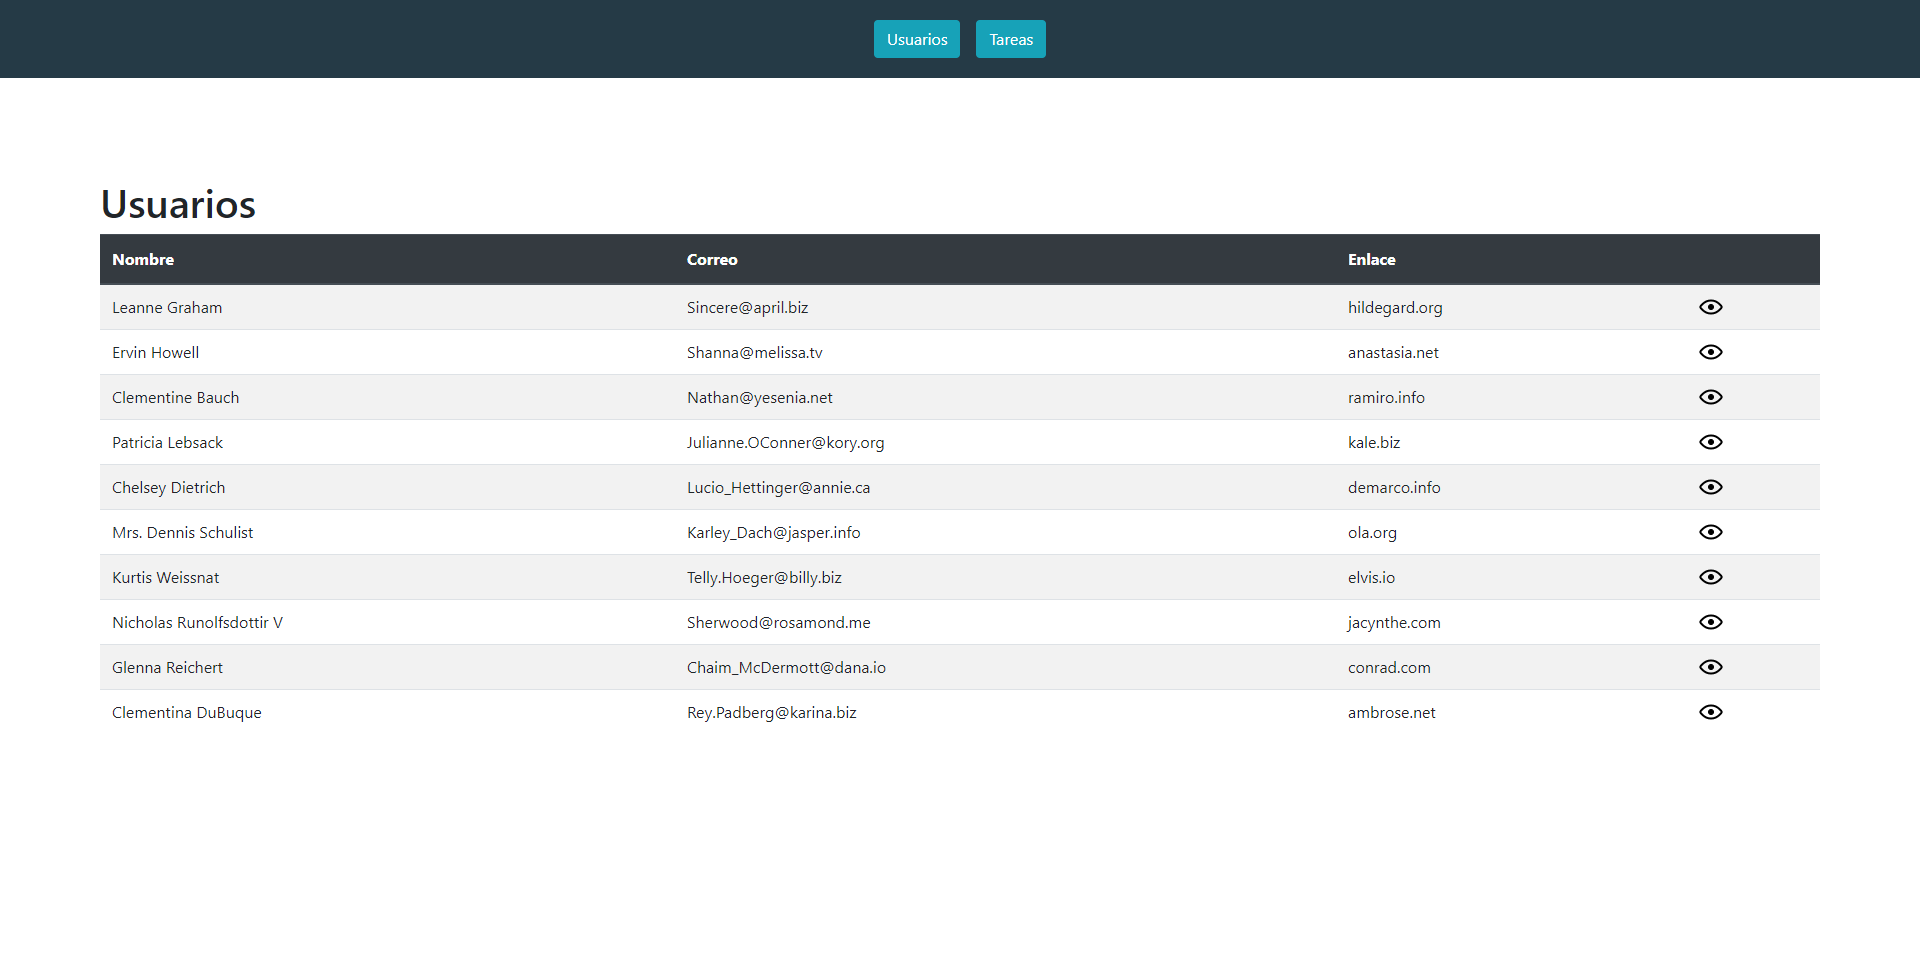 Usuarios Tareas
Usuarios
Nombre Correo Enlace
Leanne Graham Sincere@april.biz hildegard.org
Ervin Howell Shanna@melissa.tv anastasia.net
Clementine Bauch Nathan@yesenia.net ramiro.info
Patricia Lebsack Julianne.OConner@kory.org kale.biz
Chelsey Dietrich Lucio_Hettinger@annie.ca demarco.info
Mrs. Dennis Schulist Karley_Dach@jasper.info ola.org
Kurtis Weissnat Telly.Hoeger@billy.biz elvis.io
Nicholas Runolfsdottir V Sherwood@rosamond.me jacynthe.com
Glenna Reichert Chaim_McDermott@dana.io conrad.com
Clementina DuBuque Rey.Padberg@karina.biz ambrose.net